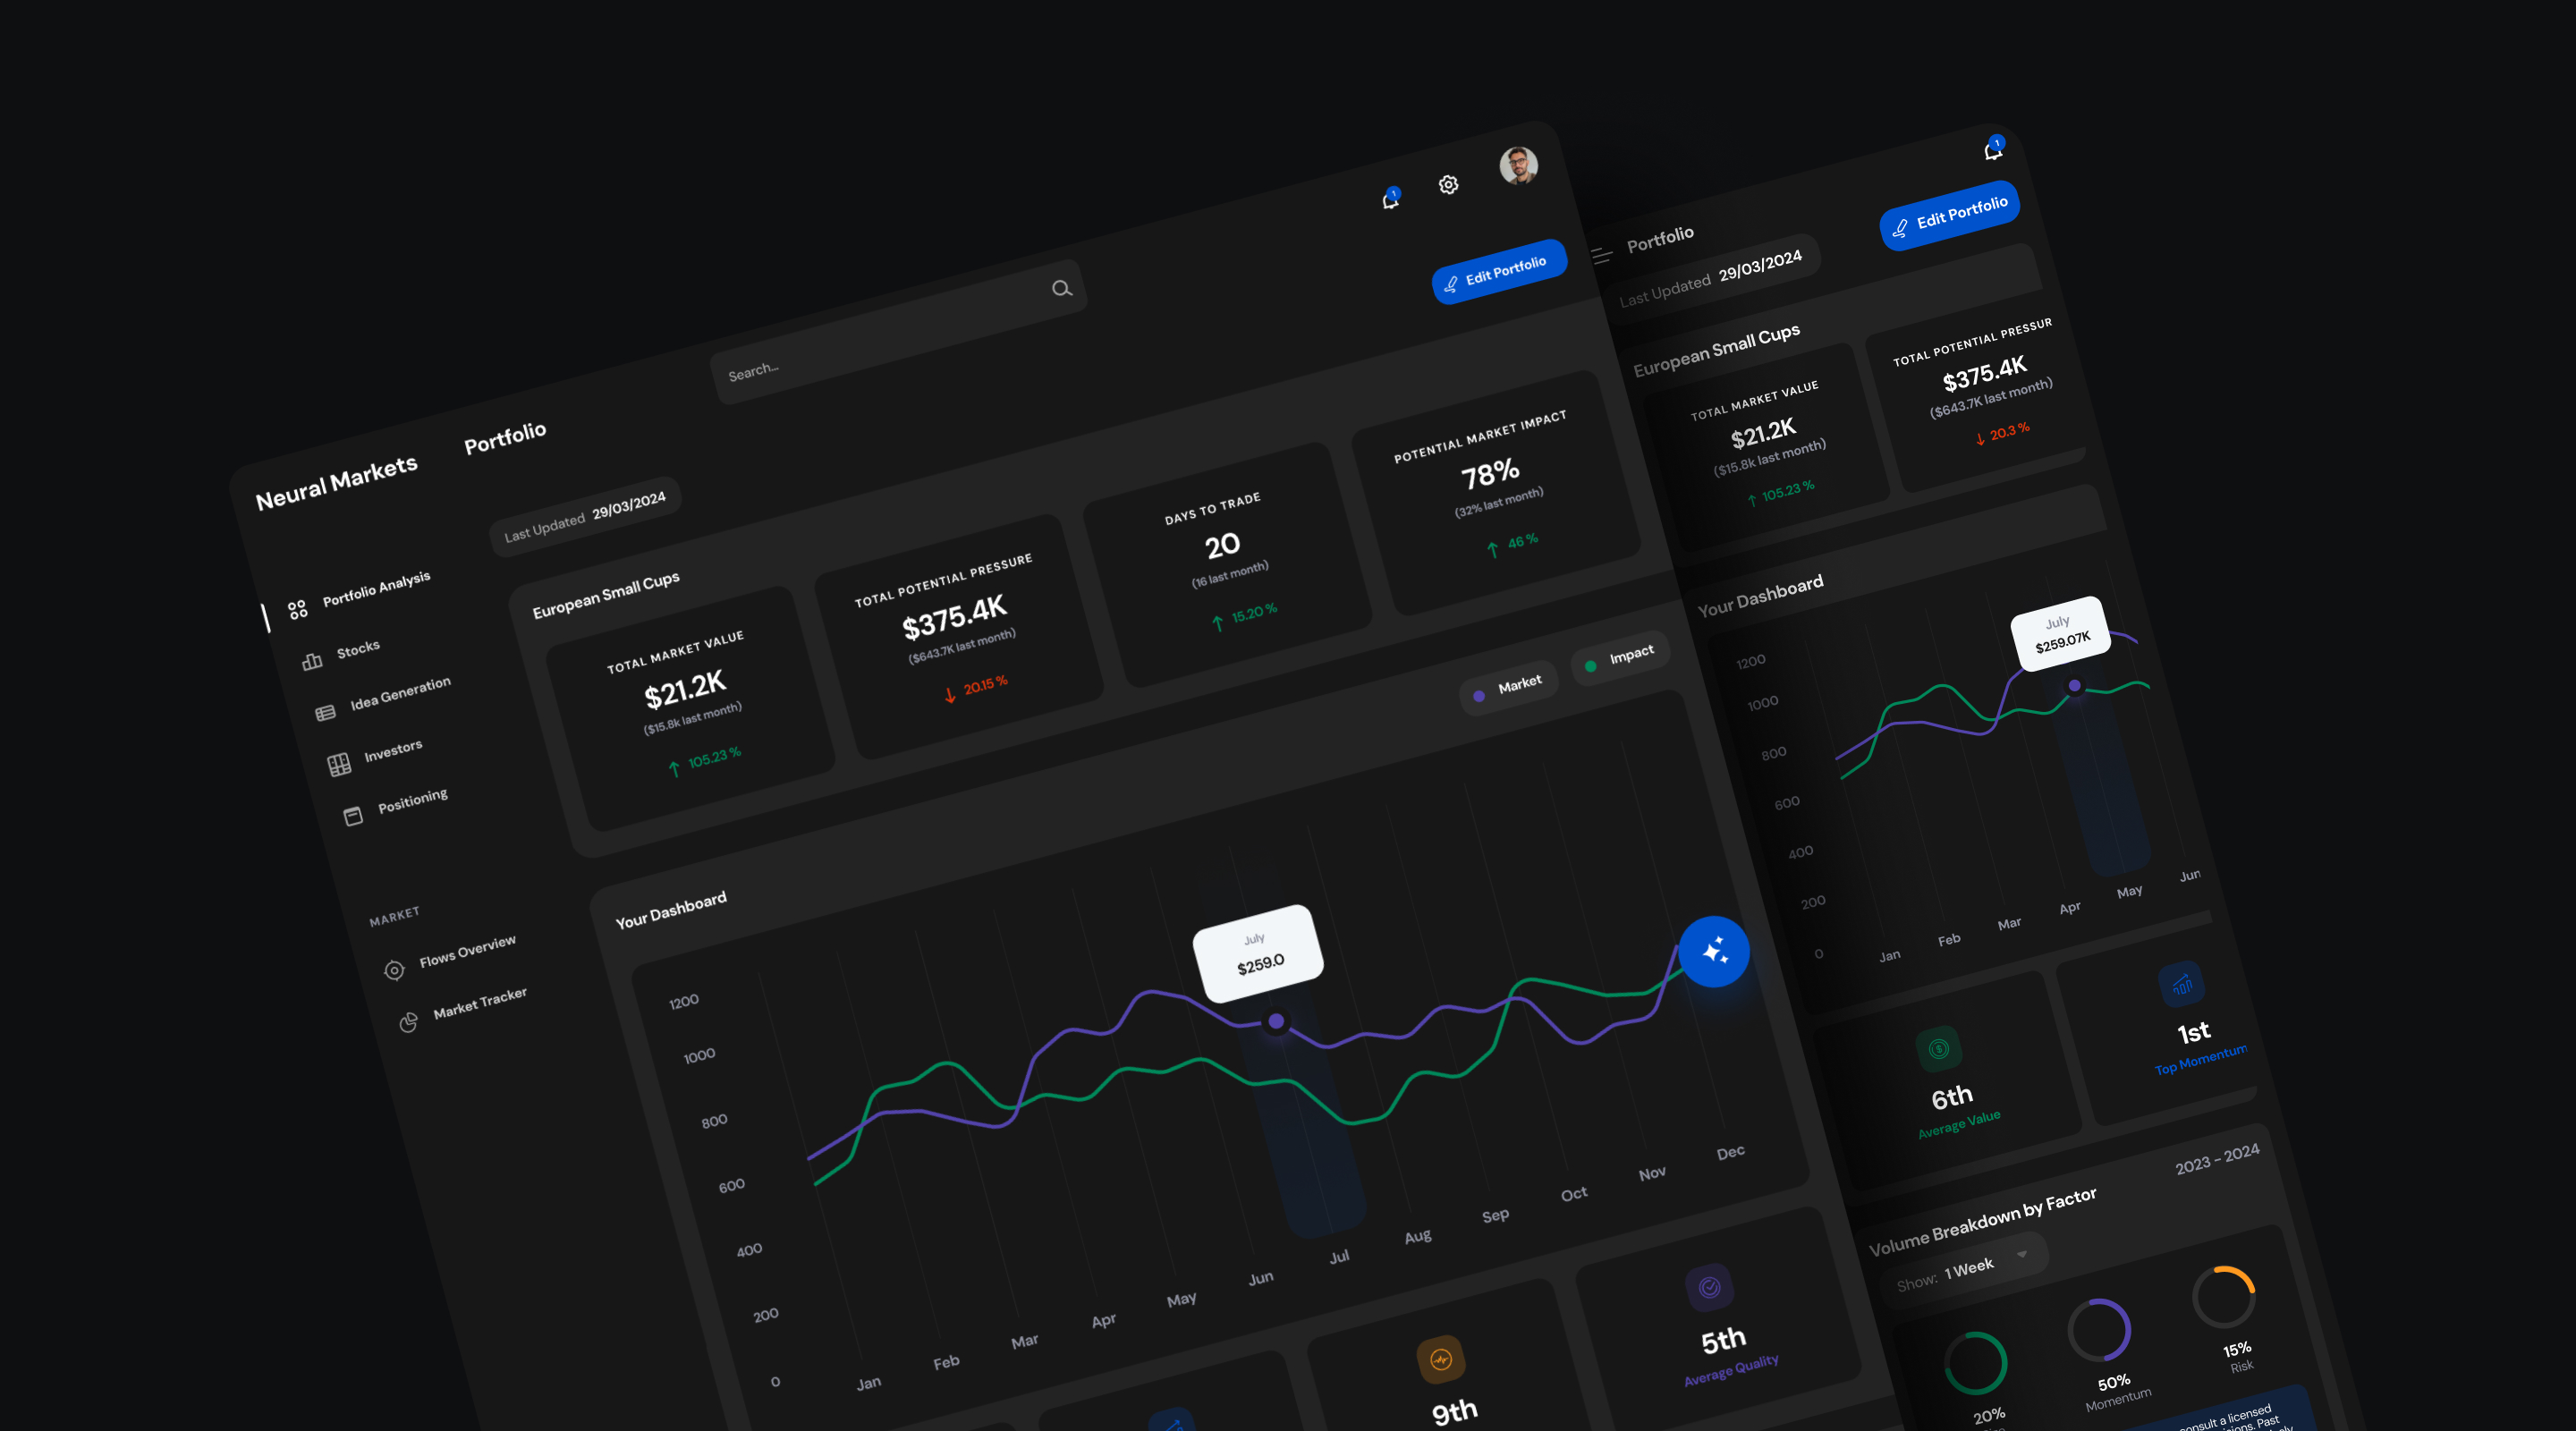 Neural Markets
Portfolio
Search...
Edit Portfolio
1
Last Updated 29/03/2024
Portfolio Analysis
Stocks
Idea Generation
Investors
Positioning
MARKET
Flows Overview
Market Tracker
European Small Cups
TOTAL MARKET VALUE
$21.2K
($15.8k last month)
105.23 %
TOTAL POTENTIAL PRESSURE
$375.4K
($643.7K last month)
20.15 %
DAYS TO TRADE
20
(16 last month)
15.20 %
POTENTIAL MARKET IMPACT
78%
(32% last month)
46 %
Your Dashboard
Market
Impact
1200
1000
800
600
400
200
0
July
$259.0
Jan
Feb
Mar
Apr
May
Jun
Jul
Aug
Sep
Oct
Nov
Dec
9th
5th
Average Quality
1
Portfolio
Edit Portfolio
Last Updated 29/03/2024
European Small Cups
TOTAL MARKET VALUE
$21.2K
($15.8k last month)
105.23 %
TOTAL POTENTIAL PRESSUR
$375.4K
($643.7K last month)
20.3 %
Your Dashboard
1200
1000
800
600
400
200
0
July
$259.07K
Jan
Feb
Mar
Apr
May
Jun
6th
Average Value
1st
Top Momentum
Volume Breakdown by Factor
2023 - 2024
Show: 1 Week
20%
50%
Momentum
15%
Risk
consult a licensed
Past